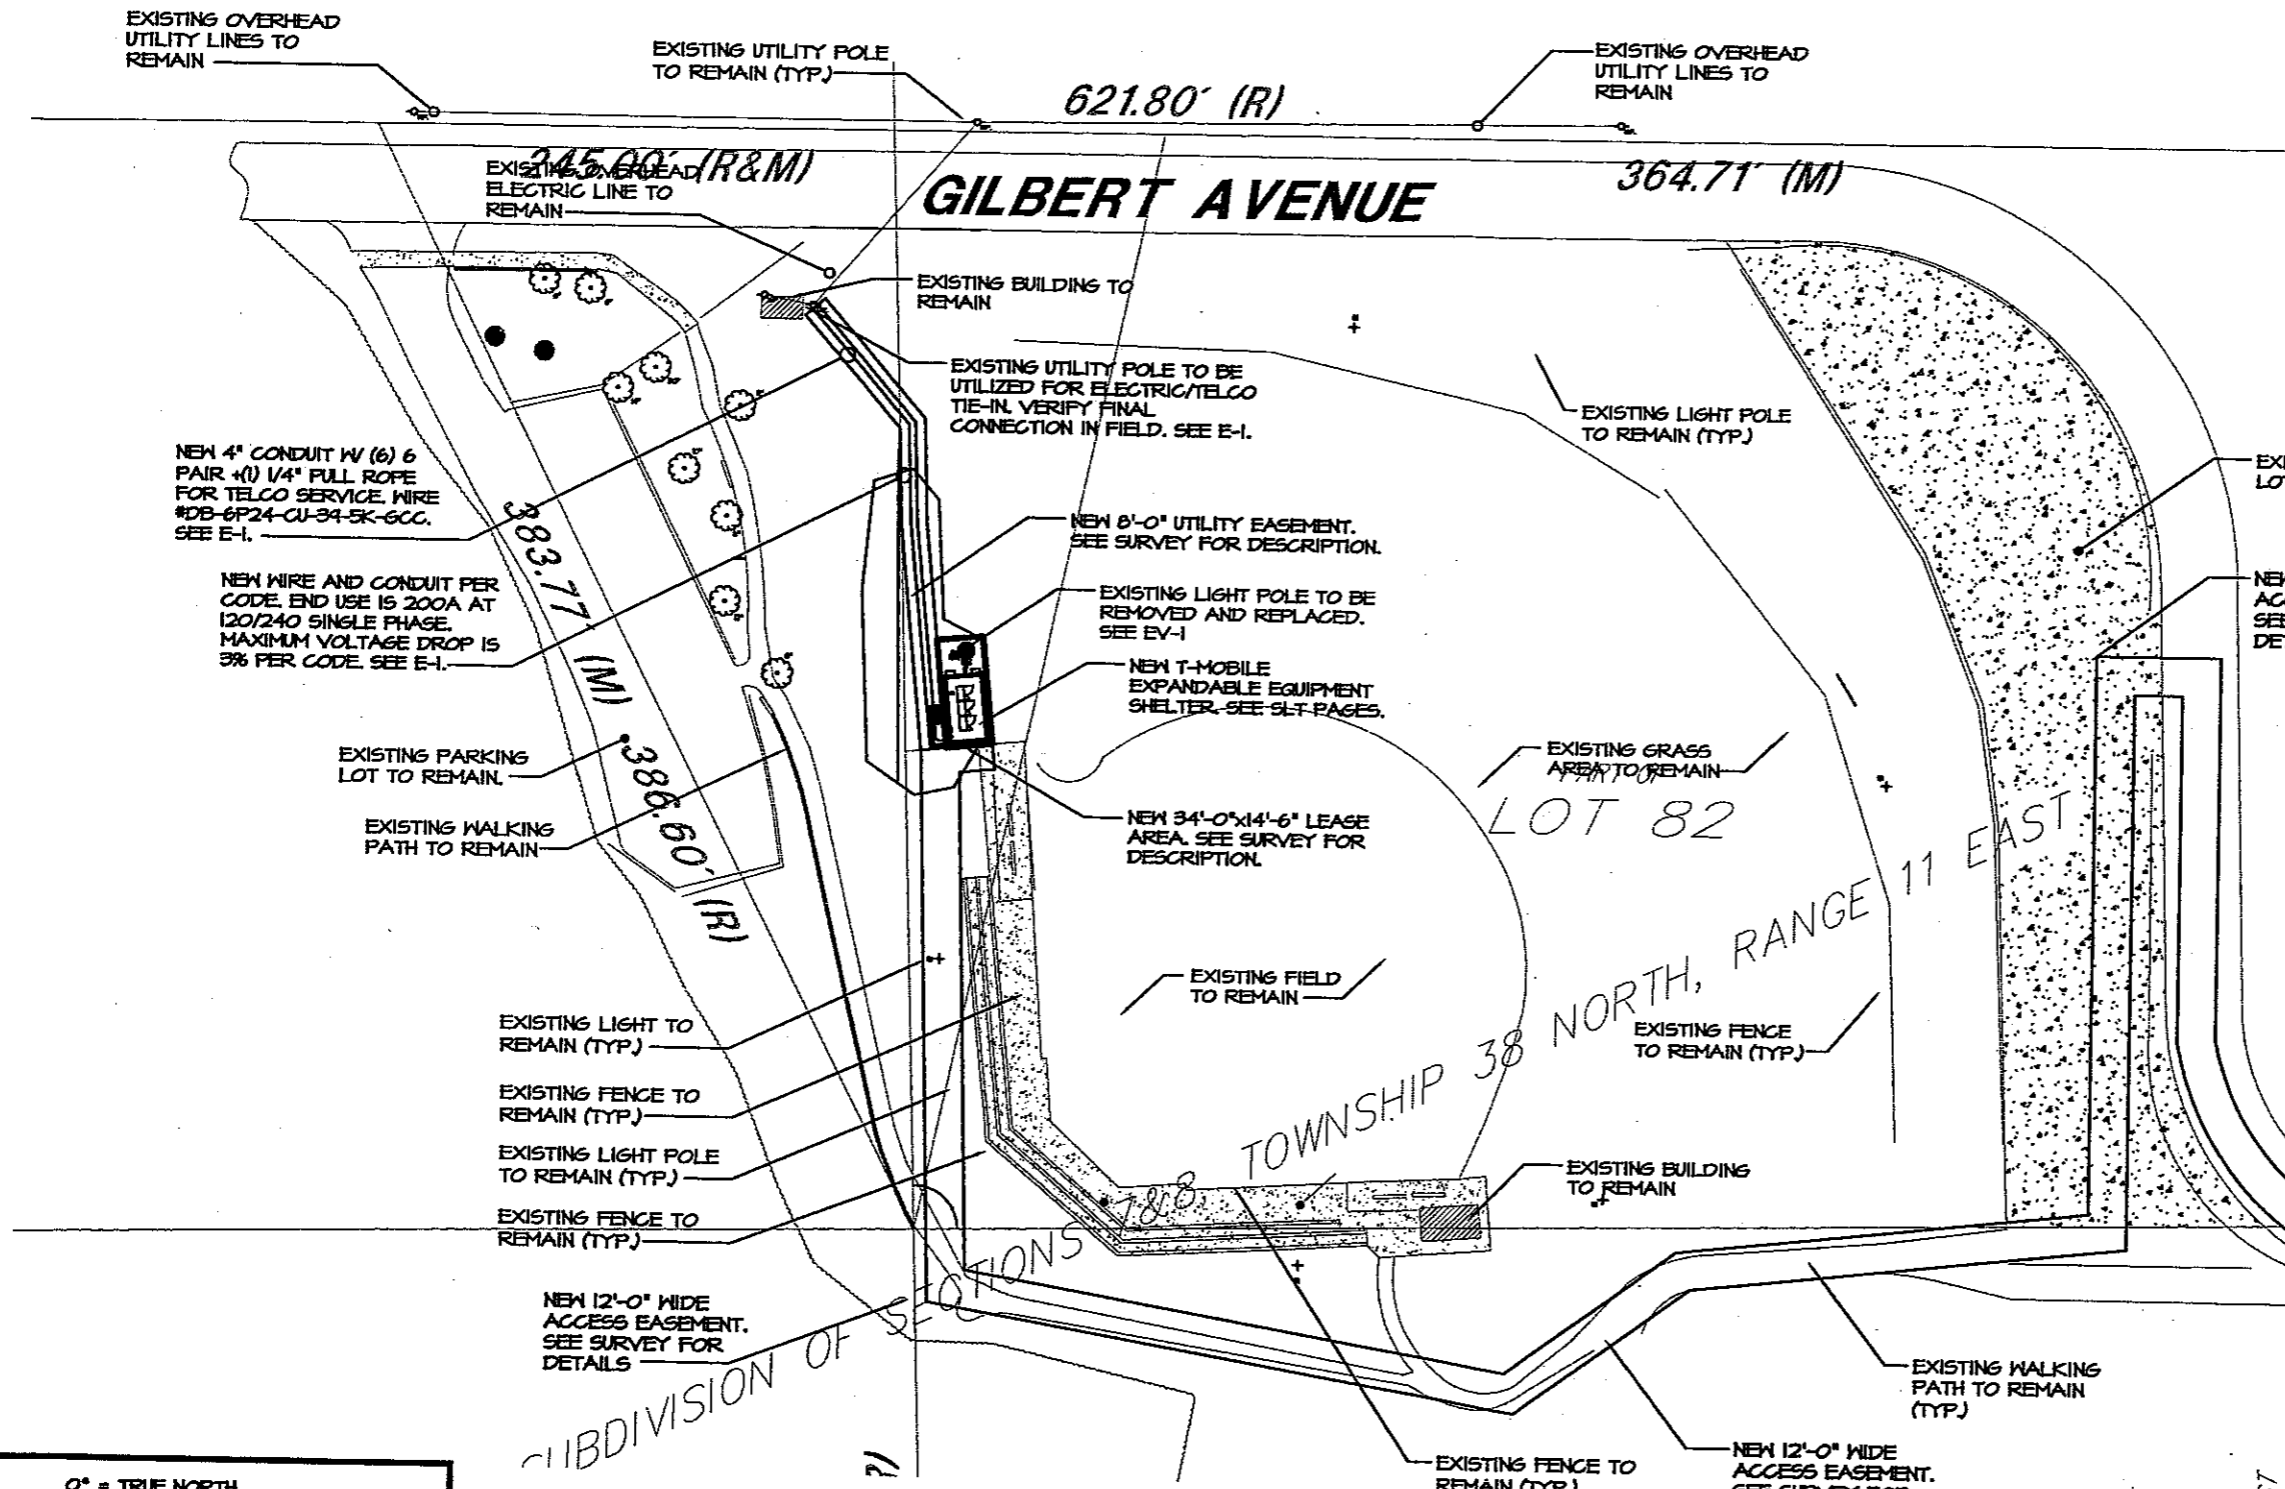 EXISTING OVERHEAD
UTILITY LINES TO
REMAIN
EXISTING UTILITY POLE
TO REMAIN (TYP.)
EXISTING OVERHEAD
UTILITY LINES TO
REMAIN
621.80' (R)
345.00' (R&M)
364.71' (M)
EXISTING OVERHEAD
ELECTRIC LINE TO
REMAIN
GILBERT AVENUE
EXISTING BUILDING TO
REMAIN
EXISTING UTILITY POLE TO BE
UTILIZED FOR ELECTRIC/TELCO
TIE-IN. VERIFY FINAL
CONNECTION IN FIELD. SEE E-1.
EXISTING LIGHT POLE
TO REMAIN (TYP.)
NEW 4" CONDUIT W/ (6) 6
PAIR +(1) 1/4" PULL ROPE
FOR TELCO SERVICE. WIRE
#DB-6P24-CU-39-5K-GCC.
SEE E-1.
NEW WIRE AND CONDUIT PER
CODE. END USE IS 200A AT
120/240 SINGLE PHASE.
MAXIMUM VOLTAGE DROP IS
3% PER CODE. SEE E-1.
383.77' (M)
386.60' (R)
NEW 8'-0" UTILITY EASEMENT.
SEE SURVEY FOR DESCRIPTION.
EXISTING LIGHT POLE TO BE
REMOVED AND REPLACED.
SEE EV-1
NEW T-MOBILE
EXPANDABLE EQUIPMENT
SHELTER. SEE SLT PAGES.
EXISTING PARKING
LOT TO REMAIN.
EXISTING WALKING
PATH TO REMAIN
EXISTING GRASS
AREA TO REMAIN
PART OF
LOT 82
NEW 34'-0"x14'-6" LEASE
AREA. SEE SURVEY FOR
DESCRIPTION.
EXISTING FIELD
TO REMAIN
EXISTING LIGHT TO
REMAIN (TYP.)
EXISTING FENCE
TO REMAIN (TYP.)
EXISTING FENCE TO
REMAIN (TYP.)
EXISTING LIGHT POLE
TO REMAIN (TYP.)
EXISTING FENCE TO
REMAIN (TYP.)
EXISTING BUILDING
TO REMAIN
SUBDIVISION OF SECTIONS 7&8, TOWNSHIP 38 NORTH, RANGE 11 EAST
NEW 12'-0" WIDE
ACCESS EASEMENT.
SEE SURVEY FOR
DETAILS
EXISTING WALKING
PATH TO REMAIN
(TYP.)
EXISTING FENCE TO
REMAIN (TYP.)
NEW 12'-0" WIDE
ACCESS EASEMENT.
SEE SURVEY FOR
0° = TRUE NORTH